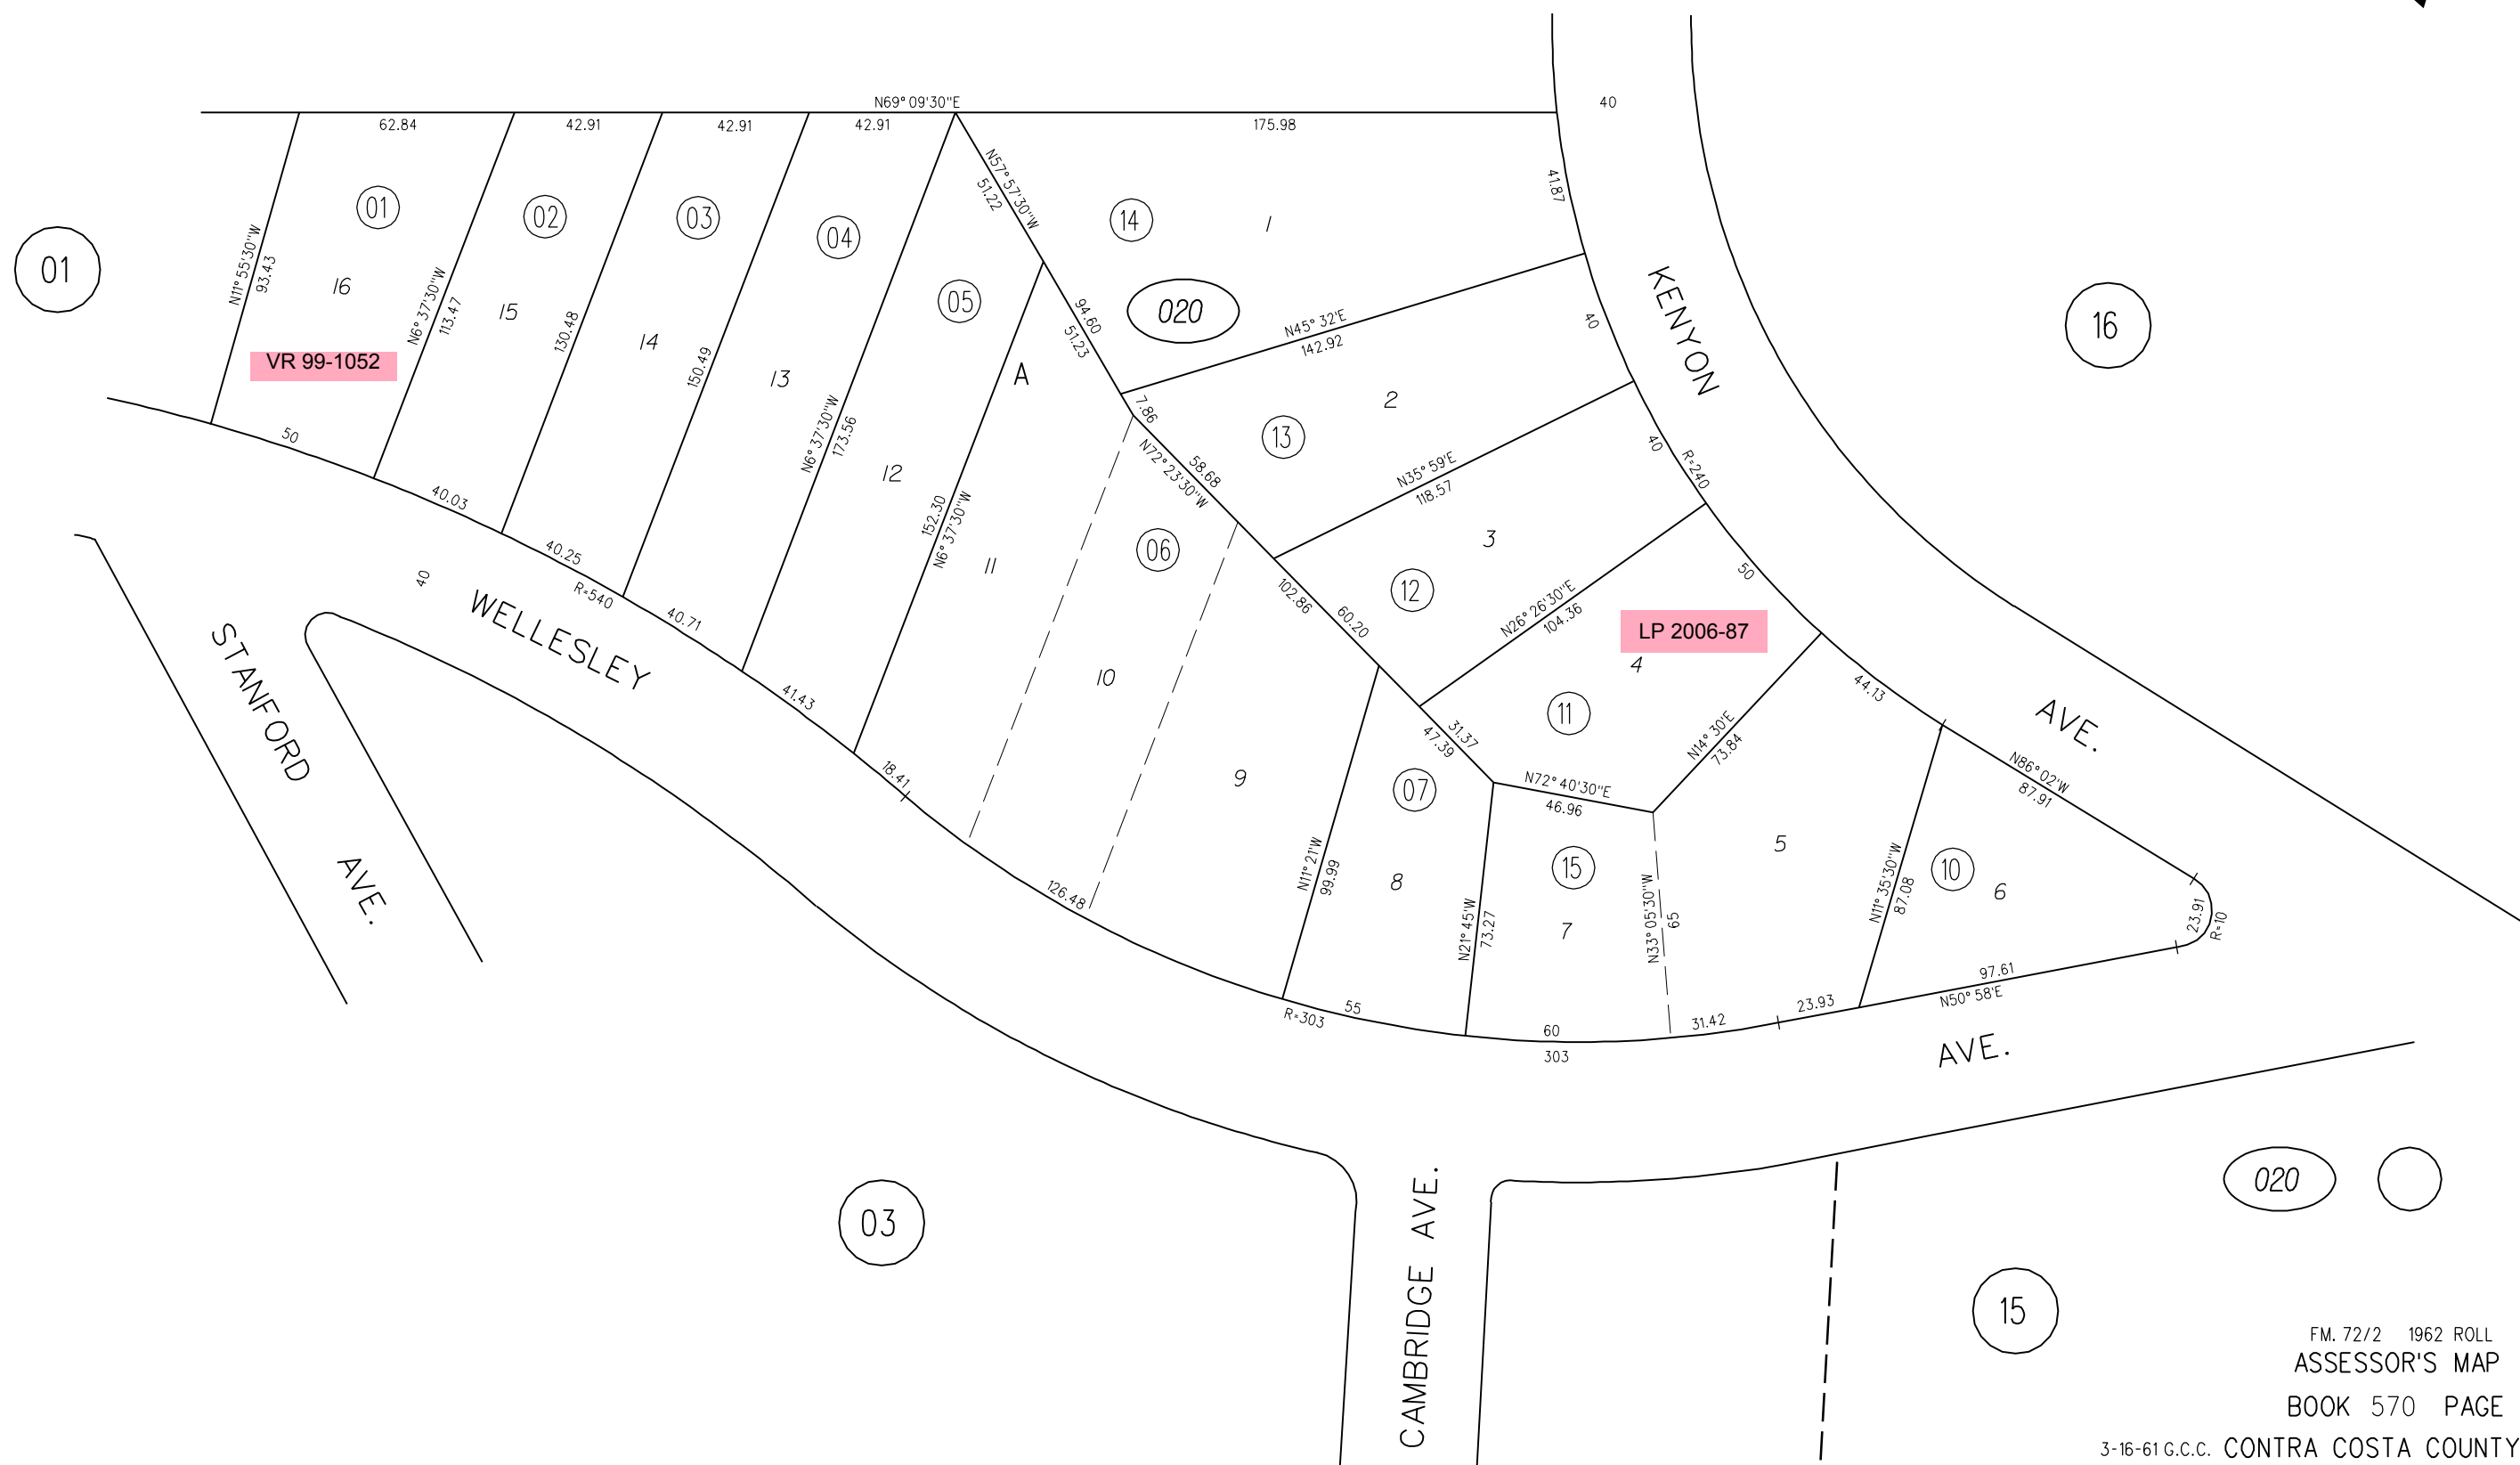 N69° 09'30"E
62.84
42.91
42.91
42.91
175.98
40
01
N11° 55'30"W
93.43
01
16
VR 99-1052
50
N6° 37'30"W
113.47
02
15
40.03
130.48
03
14
40.25
R=540
150.49
04
13
40.71
N6° 37'30"W
173.56
05
12
41.43
A
152.30
N6° 37'30"W
N57° 57'30"W
51.22
94.60
51.23
14
1
020
41.87
N45° 32'E
142.92
40
KENYON
16
7.86
13
2
58.68
N72° 23'30"W
N35° 59'E
118.57
40
R=240
06
11
10
9
18.41
126.48
102.86
60.20
12
3
N26° 26'30"E
104.36
50
LP 2006-87
4
11
31.37
47.39
N14° 30'E
73.84
44.13
AVE.
N72° 40'30"E
46.96
N86° 02'W
87.91
07
8
N11° 21'W
99.99
N21° 45'W
73.27
15
7
N33° 05'30"W
65
5
N11° 35'30"W
87.08
10
6
23.91
R=10
97.61
N50° 58'E
23.93
31.42
60
303
55
R=303
AVE.
40
WELLESLEY
STANFORD
AVE.
03
CAMBRIDGE AVE.
020
15
FM. 72/2 1962 ROLL
ASSESSOR'S MAP
BOOK 570 PAGE
3-16-61 G.C.C. CONTRA COSTA COUNTY